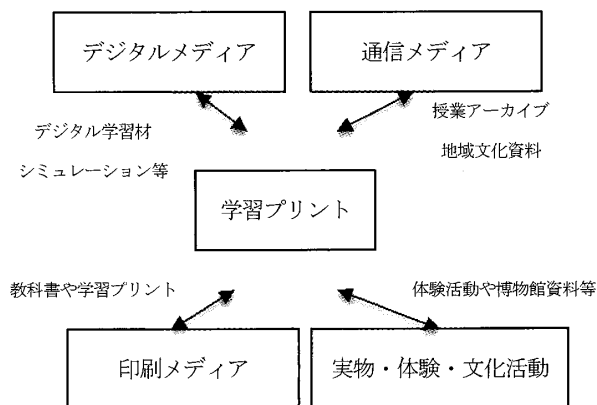 デジタルメディア
通信メディア
デジタル学習材
シミュレーション等
授業アーカイブ
地域文化資料
学習プリント
教科書や学習プリント
体験活動や博物館資料等
印刷メディア
実物・体験・文化活動